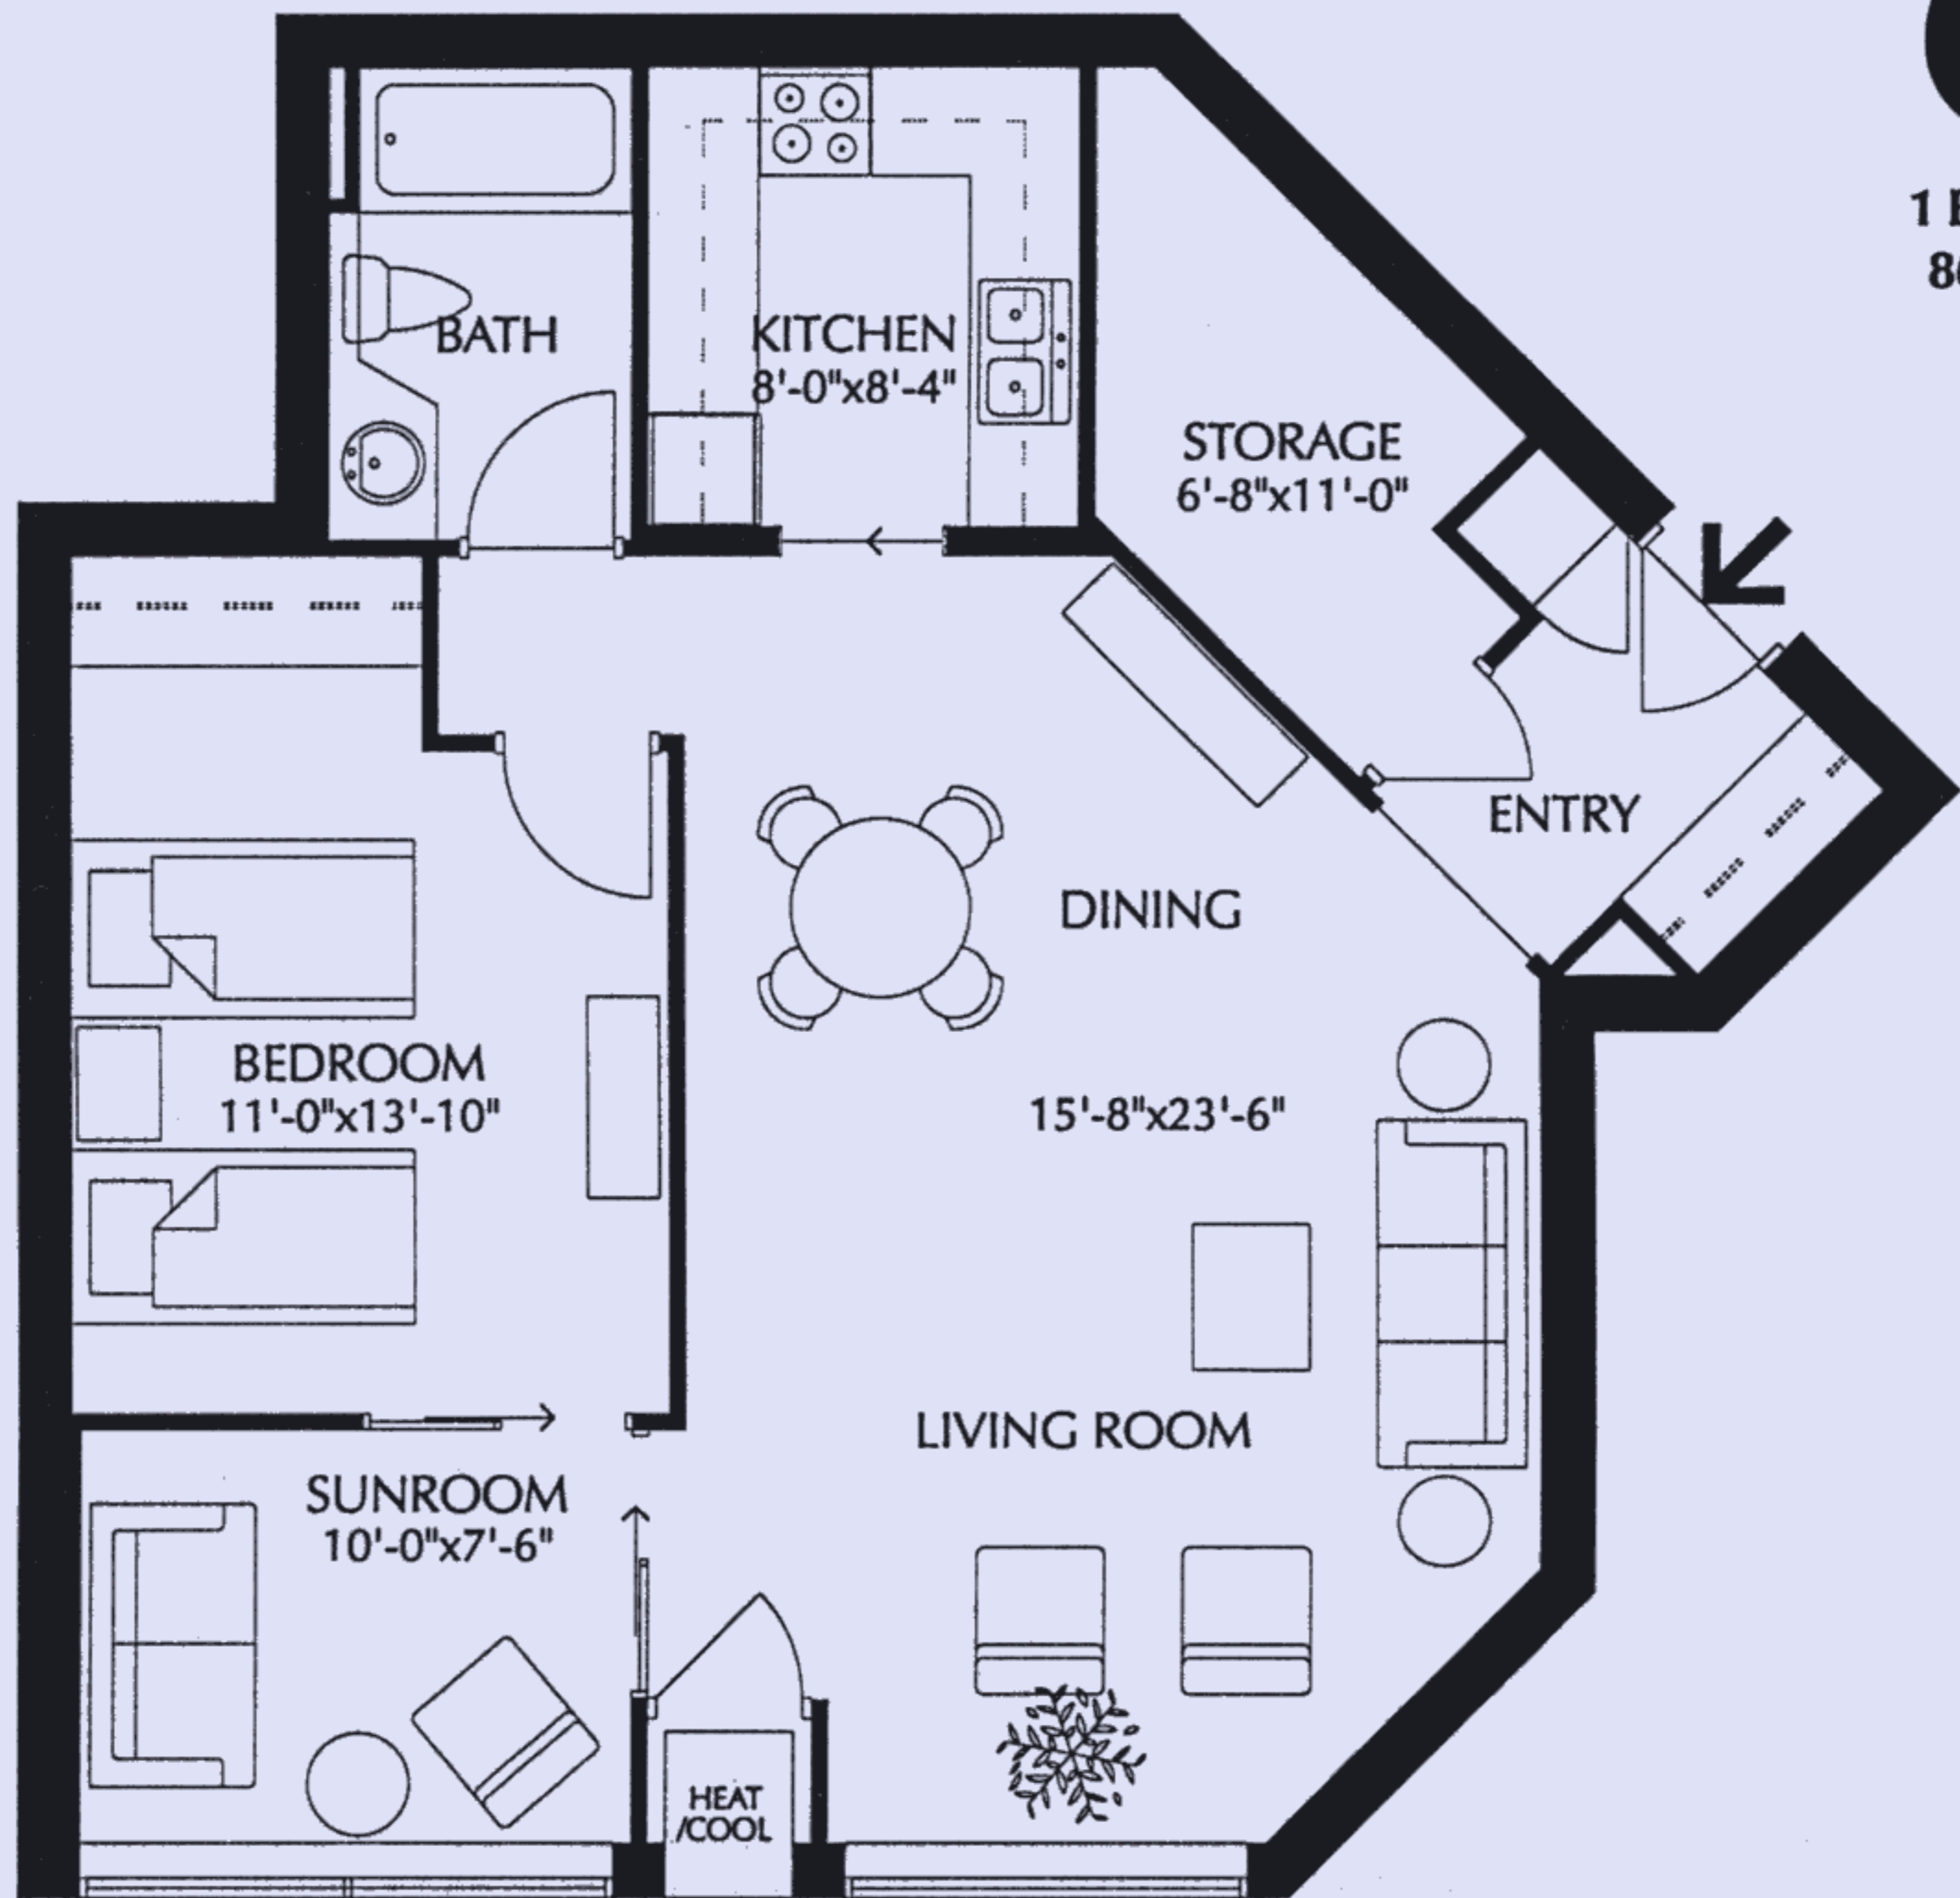 BATH
KITCHEN
8'-0"x8'-4"
STORAGE
6'-8"x11'-0"
ENTRY
DINING
BEDROOM
11'-0"x13'-10"
15'-8"x23'-6"
LIVING ROOM
SUNROOM
10'-0"x7'-6"
HEAT
/COOL
1